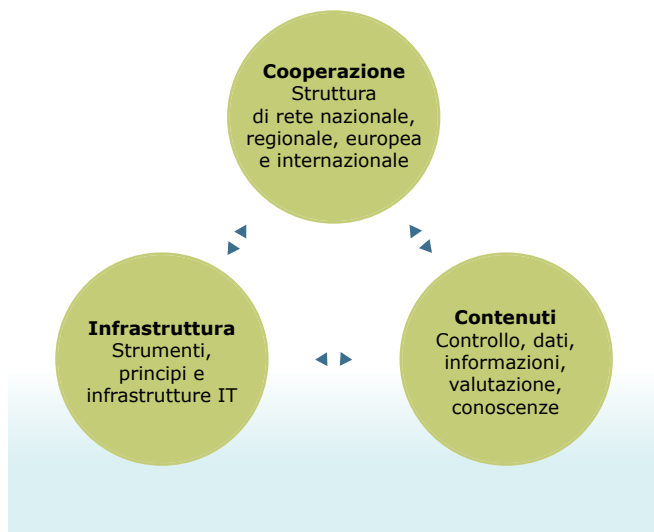 Cooperazione
Struttura
di rete nazionale,
regionale, europea
e internazionale
Infrastruttura
Strumenti,
principi e
infrastrutture IT
Contenuti
Controllo, dati,
informazioni,
valutazione,
conoscenze